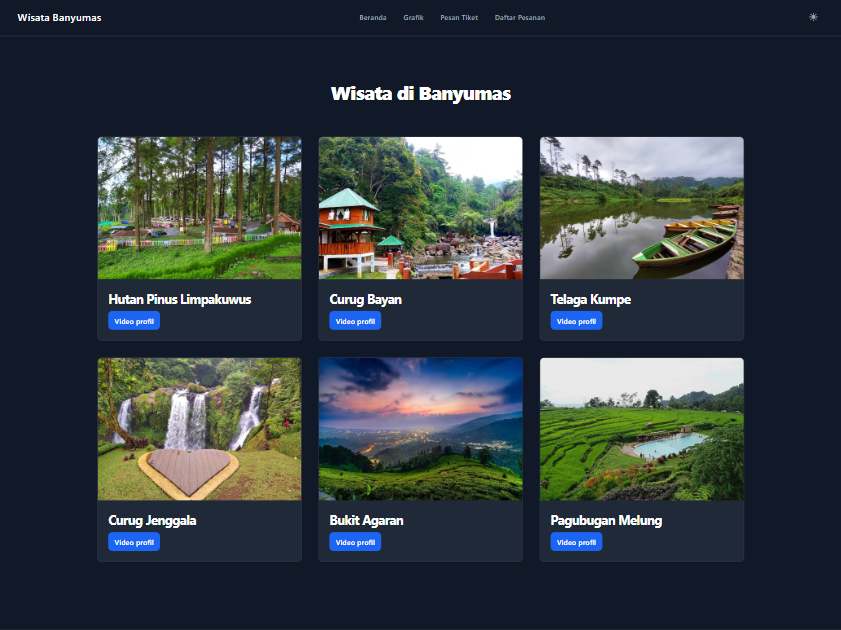 Wisata Banyumas
Beranda
Grafik
Pesan Tiket
Daftar Pesanan
Wisata di Banyumas
Hutan Pinus Limpakuwus
Video profil
Curug Bayan
Video profil
Telaga Kumpe
Video profil
Curug Jenggala
Video profil
Bukit Agaran
Video profil
Pagubugan Melung
Video profil